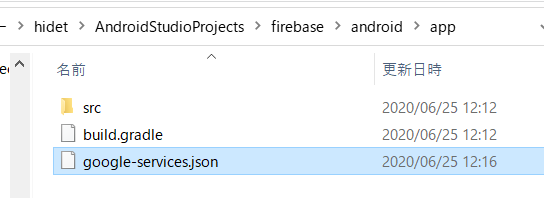 hidet > AndroidStudioProjects > firebase > android > app
名前 更新日時
src 2020/06/25 12:12
build.gradle 2020/06/25 12:12
google-services.json 2020/06/25 12:16